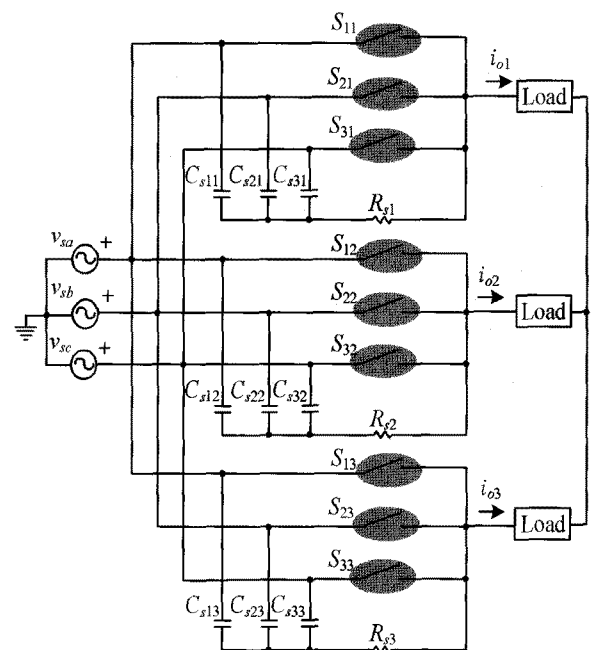 S11
io1
S21
Load
S31
Cs11 Cs21 Cs31
Rs1
vsa +
S12
vsb +
S22
io2
Load
vsc +
S32
Cs12 Cs22 Cs32
Rs2
S13
io3
S23
Load
S33
Cs13 Cs23 Cs33
Rs3